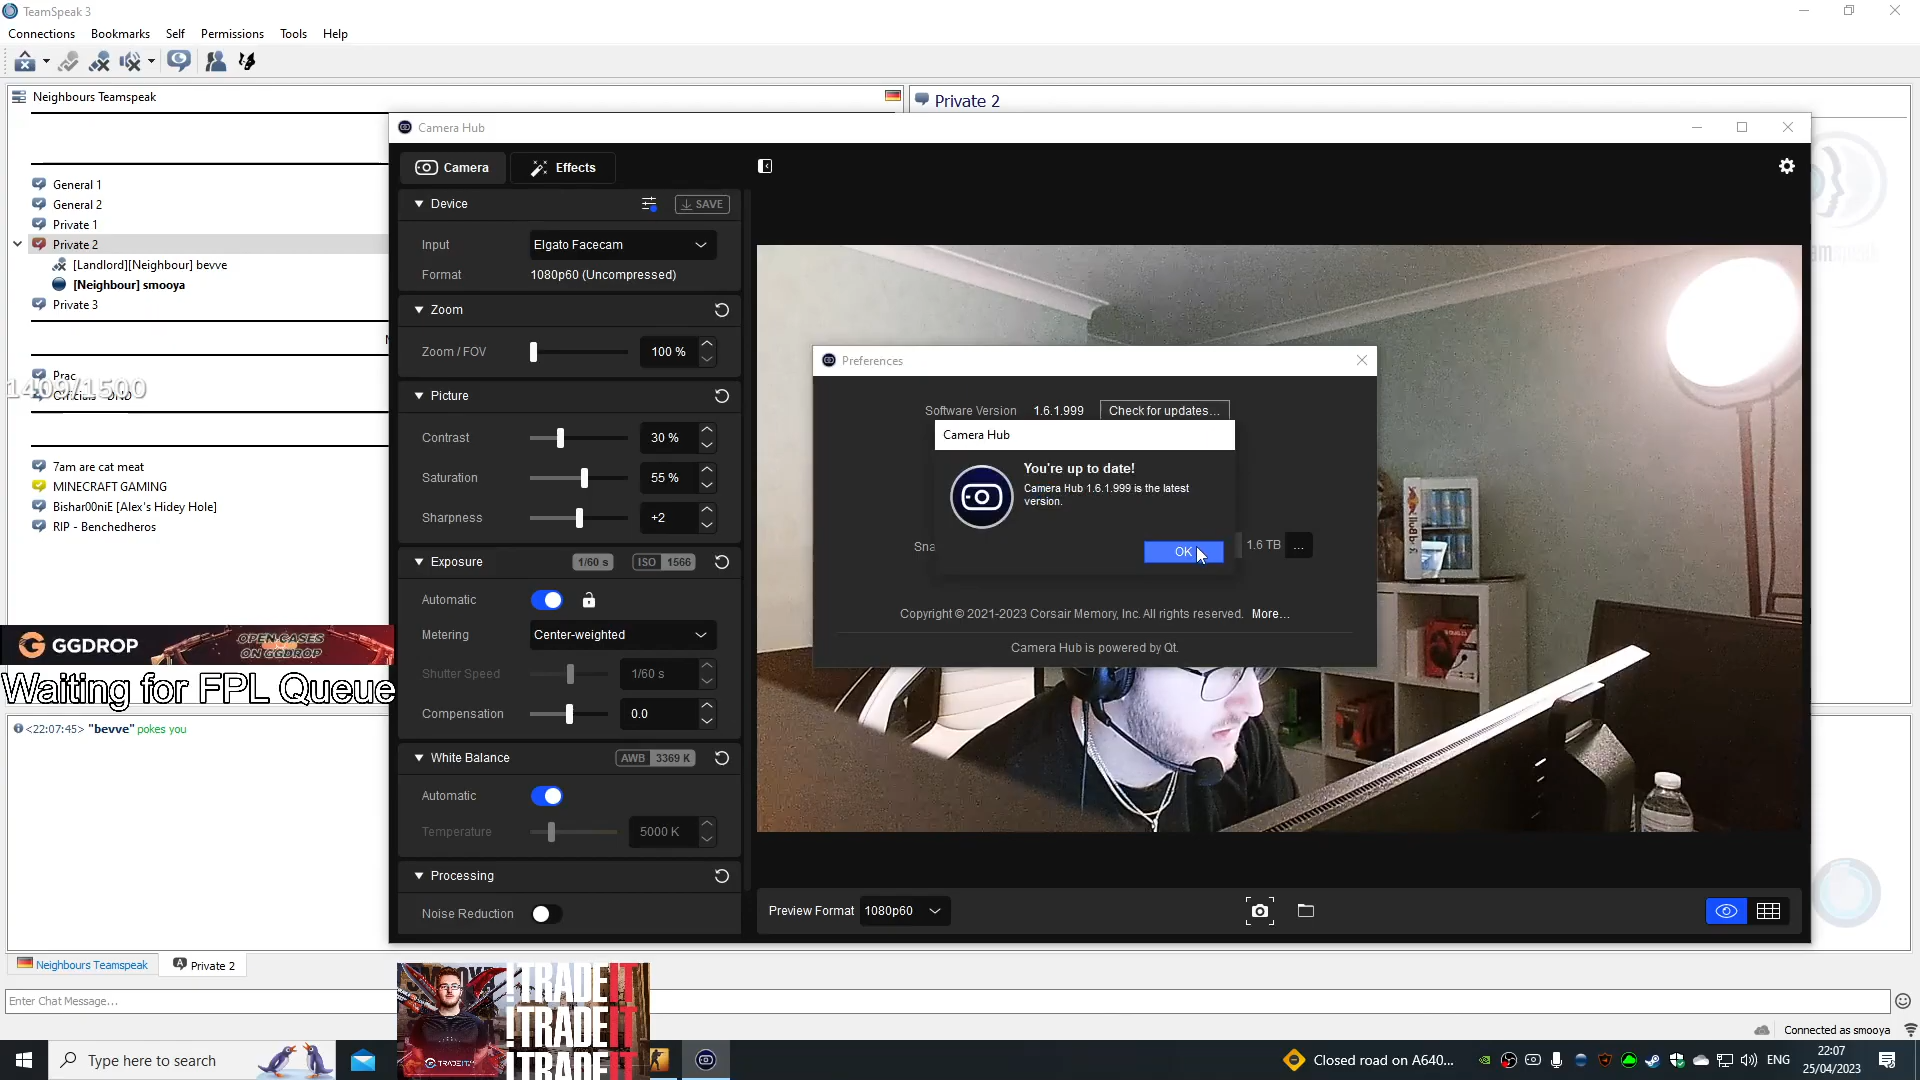 TeamSpeak 3
Connections Bookmarks Self Permissions Tools Help
Neighbours Teamspeak
Private 2
General 1
General 2
Private 1
Private 2
[Landlord][Neighbour] bevve
[Neighbour] smooya
Private 3
Prac
1409/1500
7am are cat meat
MINECRAFT GAMING
Bishar00niE [Alex's Hidey Hole]
RIP - Benchedheros
GGDROP
OPEN CASES
ON GGDROP
Waiting for FPL Queue
<22:07:45> "bevve" pokes you
Camera Hub
Camera Effects
Device SAVE
Input Elgato Facecam
Format 1080p60 (Uncompressed)
Zoom
Zoom / FOV 100 %
Picture
Contrast 30 %
Saturation 55 %
Sharpness +2
Exposure 1/60 s ISO 1566
Automatic
Metering Center-weighted
Shutter Speed 1/60 s
Compensation 0.0
White Balance AWB 3369 K
Automatic
Temperature 5000 K
Processing
Noise Reduction
Preferences
Software Version 1.6.1.999 Check for updates...
Camera Hub
You're up to date!
Camera Hub 1.6.1.999 is the latest
version.
OK
Sna
1.6 TB ...
Copyright © 2021-2023 Corsair Memory, Inc. All rights reserved. More...
Camera Hub is powered by Qt.
Preview Format 1080p60
Neighbours Teamspeak Private 2
Enter Chat Message...
Connected as smooya
!TRADEIT
!TRADEIT
!TRADEIT
TRADEIT
Type here to search
Closed road on A640...
ENG
22:07
25/04/2023